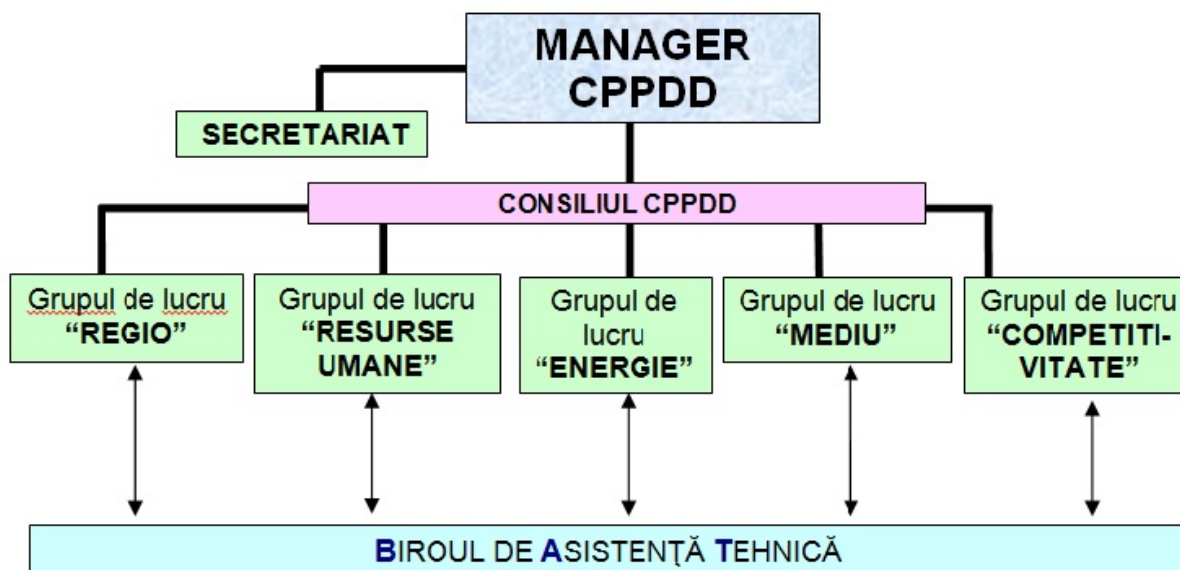 MANAGER
CPPDD
SECRETARIAT
CONSILIUL CPPDD
Grupul de lucru
“REGIO”
Grupul de lucru
“RESURSE
UMANE”
Grupul de
lucru
“ENERGIE”
Grupul de lucru
“MEDIU”
Grupul de lucru
“COMPETITI-
VITATE”
BIROUL DE ASISTENŢĂ TEHNICĂ